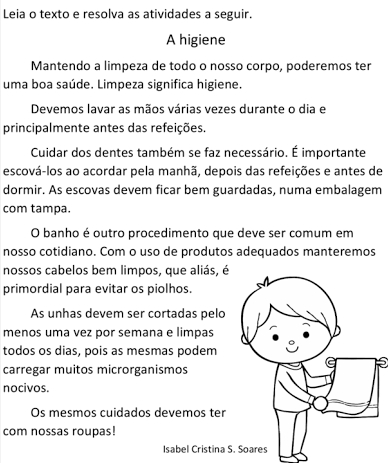 Leia o texto e resolva as atividades a seguir.
A higiene
Mantendo a limpeza de todo o nosso corpo, poderemos ter
uma boa saúde. Limpeza significa higiene.
Devemos lavar as mãos várias vezes durante o dia e
principalmente antes das refeições.
Cuidar dos dentes também se faz necessário. É importante
escová-los ao acordar pela manhã, depois das refeições e antes de
dormir. As escovas devem ficar bem guardadas, numa embalagem
com tampa.
O banho é outro procedimento que deve ser comum em
nosso cotidiano. Com o uso de produtos adequados manteremos
nossos cabelos bem limpos, que aliás, é
primordial para evitar os piolhos.
As unhas devem ser cortadas pelo
menos uma vez por semana e limpas
todos os dias, pois as mesmas podem
carregar muitos microrganismos
nocivos.
Os mesmos cuidados devemos ter
com nossas roupas!
Isabel Cristina S. Soares